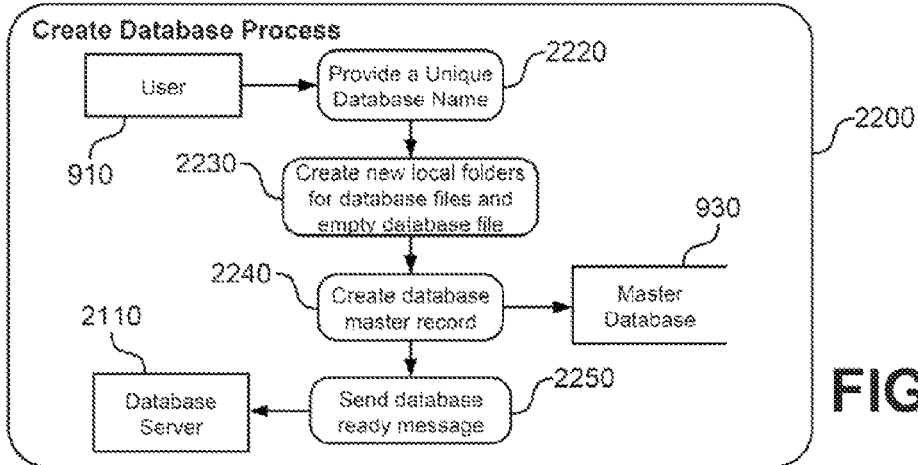 Create Database Process
User
Provide a Unique
Database Name
2220
910
2200
2230
Create new local folders
for database files and
empty database file
930
2240
Create database
master record
Master
Database
2110
2250
Database
Server
Send database
ready message
FIG